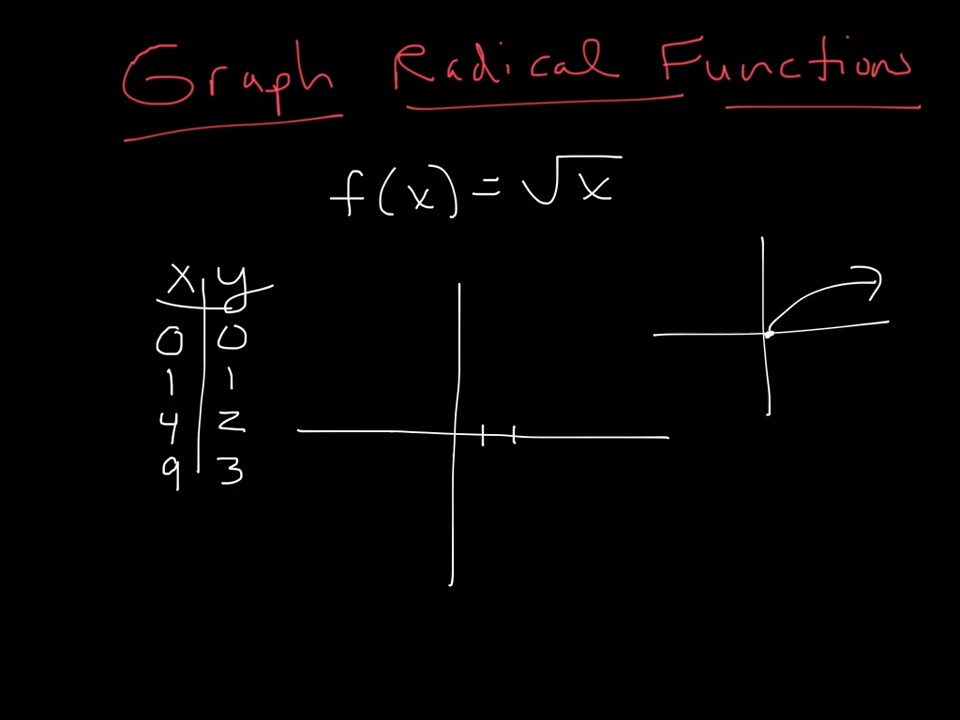 Graph Radical Functions
f(x) = √x
x y
0 0
1 1
4 2
9 3